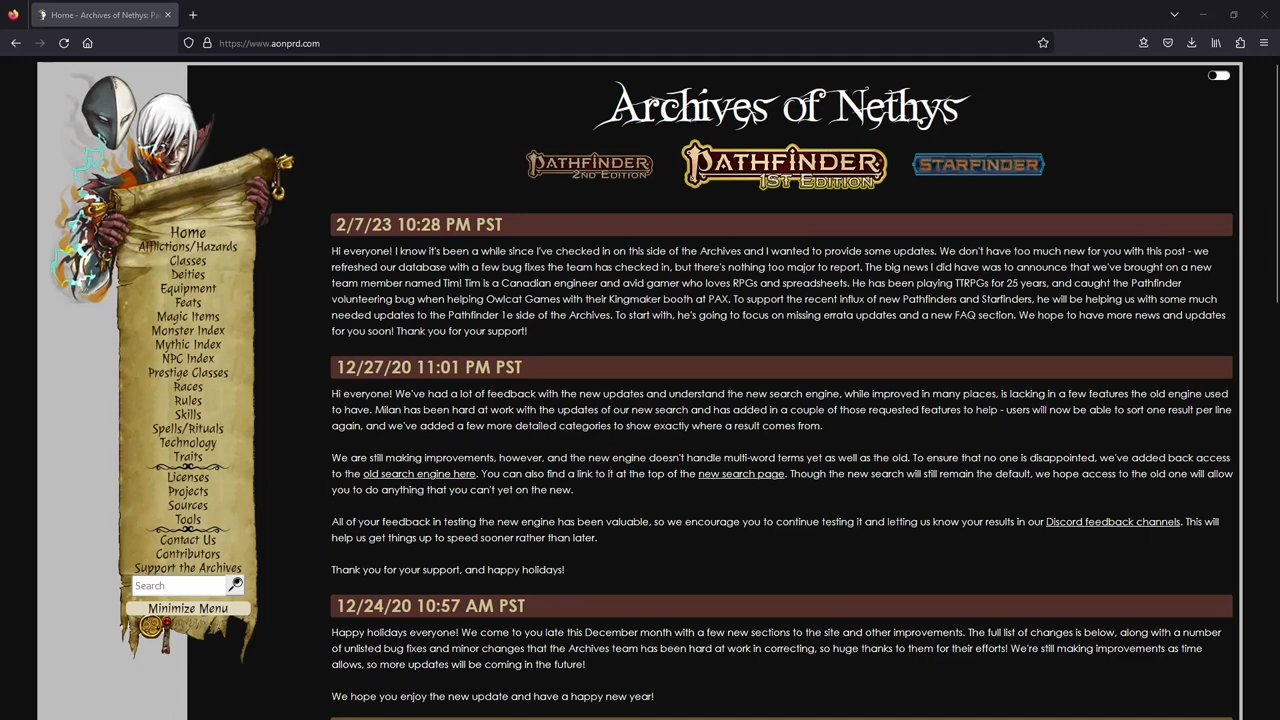 Home - Archives of Nethys: Pa
https://www.aonprd.com
Archives of Nethys
PATHFINDER
2ND EDITION
PATHFINDER
1ST EDITION
STARFINDER
Home
Afflictions/Hazards
Classes
Deities
Equipment
Feats
Magic Items
Monster Index
Mythic Index
NPC Index
Prestige Classes
Races
Rules
Skills
Spells/Rituals
Technology
Traits
Licenses
Projects
Sources
Tools
Contact Us
Contributors
Support the Archives
Search
Minimize Menu
2/7/23 10:28 PM PST
Hi everyone! I know it's been a while since I've checked in on this side of the Archives and I wanted to provide some updates. We don't have too much new for you with this post - we
refreshed our database with a few bug fixes the team has checked in, but there's nothing too major to report. The big news I did have was to announce that we've brought on a new
team member named Tim! Tim is a Canadian engineer and avid gamer who loves RPGs and spreadsheets. He has been playing TTRPGs for 25 years, and caught the Pathfinder
volunteering bug when helping Owlcat Games with their Kingmaker booth at PAX. To support the recent influx of new Pathfinders and Starfinders, he will be helping us with some much
needed updates to the Pathfinder 1e side of the Archives. To start with, he's going to focus on missing errata updates and a new FAQ section. We hope to have more news and updates
for you soon! Thank you for your support!
12/27/20 11:01 PM PST
Hi everyone! We've had a lot of feedback with the new updates and understand the new search engine, while improved in many places, is lacking in a few features the old engine used
to have. Milan has been hard at work with the updates of our new search and has added in a couple of those requested features to help - users will now be able to sort one result per line
again, and we've added a few more detailed categories to show exactly where a result comes from.
We are still making improvements, however, and the new engine doesn't handle multi-word terms yet as well as the old. To ensure that no one is disappointed, we've added back access
to the old search engine here. You can also find a link to it at the top of the new search page. Though the new search will still remain the default, we hope access to the old one will allow
you to do anything that you can't yet on the new.
All of your feedback in testing the new engine has been valuable, so we encourage you to continue testing it and letting us know your results in our Discord feedback channels. This will
help us get things up to speed sooner rather than later.
Thank you for your support, and happy holidays!
12/24/20 10:57 AM PST
Happy holidays everyone! We come to you late this December month with a few new sections to the site and other improvements. The full list of changes is below, along with a number
of unlisted bug fixes and minor changes that the Archives team has been hard at work in correcting, so huge thanks to them for their efforts! We're still making improvements as time
allows, so more updates will be coming in the future!
We hope you enjoy the new update and have a happy new year!